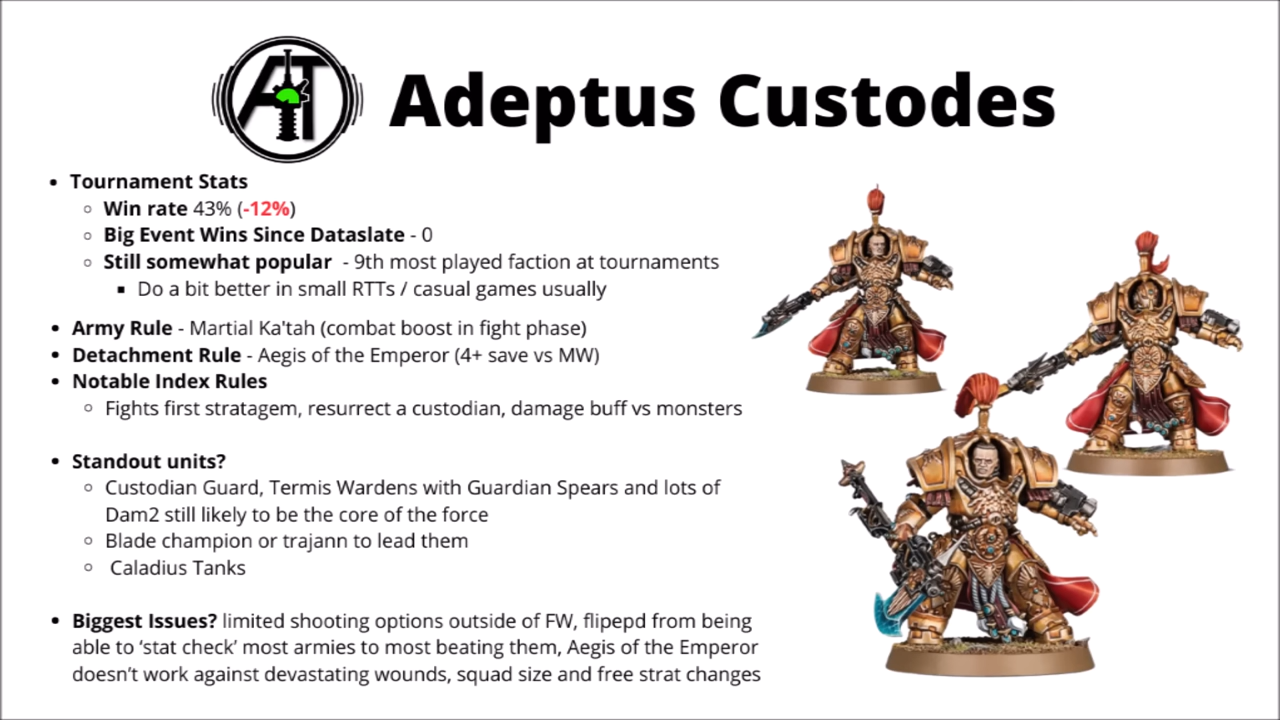 AT
Adeptus Custodes
• Tournament Stats
○ Win rate 43% (-12%)
○ Big Event Wins Since Dataslate - 0
○ Still somewhat popular - 9th most played faction at tournaments
▪ Do a bit better in small RTTs / casual games usually
• Army Rule - Martial Ka'tah (combat boost in fight phase)
• Detachment Rule - Aegis of the Emperor (4+ save vs MW)
• Notable Index Rules
○ Fights first stratagem, resurrect a custodian, damage buff vs monsters
• Standout units?
○ Custodian Guard, Termis Wardens with Guardian Spears and lots of
Dam2 still likely to be the core of the force
○ Blade champion or trajann to lead them
○ Caladius Tanks
• Biggest Issues? limited shooting options outside of FW, flipepd from being
able to ‘stat check’ most armies to most beating them, Aegis of the Emperor
doesn’t work against devastating wounds, squad size and free strat changes